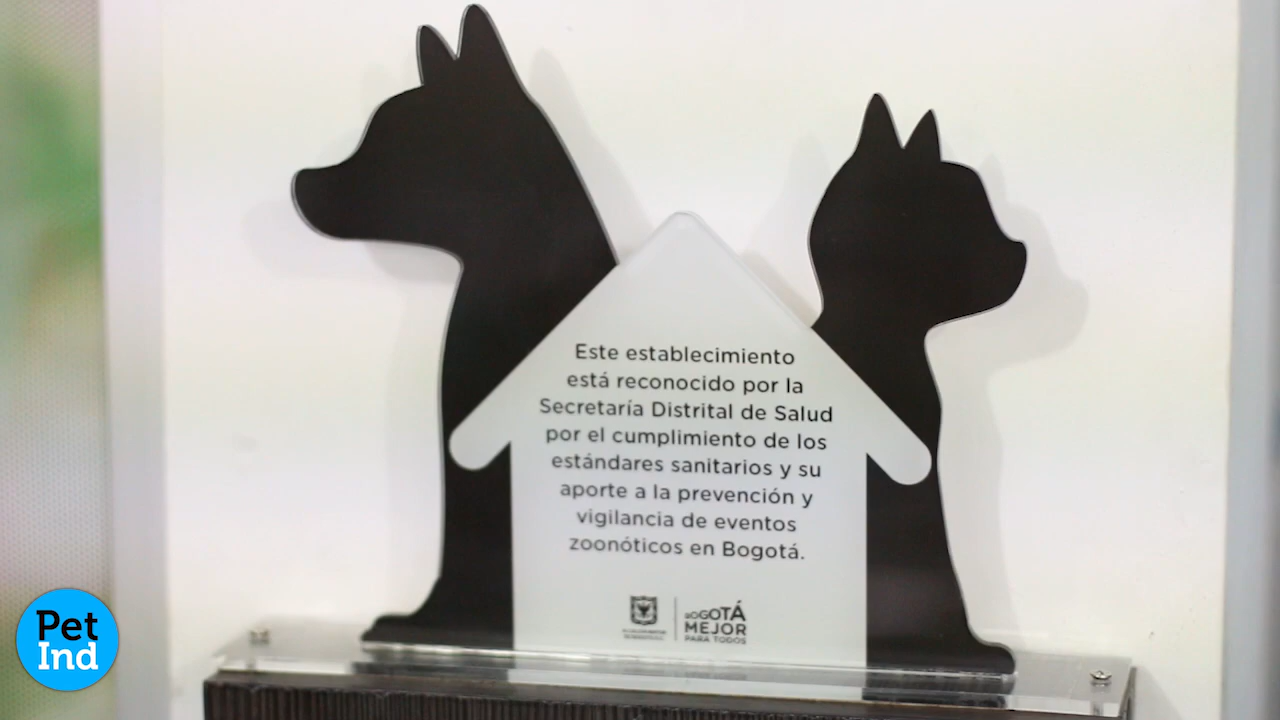 Este establecimiento
está reconocido por la
Secretaría Distrital de Salud
por el cumplimiento de los
estándares sanitarios y su
aporte a la prevención y
vigilancia de eventos
zoonóticos en Bogotá.
BOGOTÁ
MEJOR
PARA TODOS
Pet
Ind